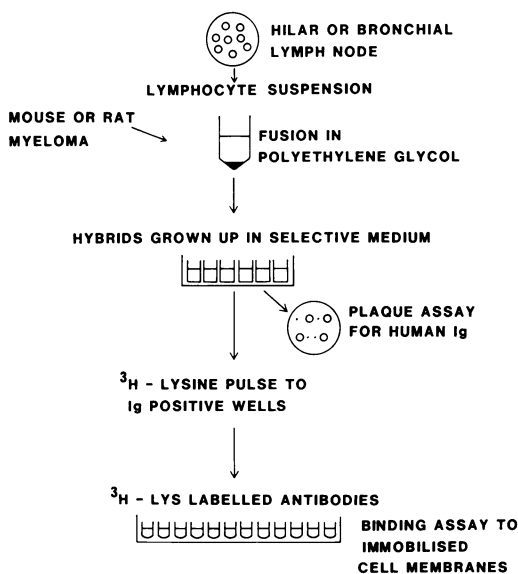 HILAR OR BRONCHIAL
LYMPH NODE
LYMPHOCYTE SUSPENSION
MOUSE OR RAT
MYELOMA
FUSION IN
POLYETHYLENE GLYCOL
HYBRIDS GROWN UP IN SELECTIVE MEDIUM
PLAQUE ASSAY
FOR HUMAN Ig
³H - LYSINE PULSE TO
Ig POSITIVE WELLS
³H - LYS LABELLED ANTIBODIES
BINDING ASSAY TO
IMMOBILISED
CELL MEMBRANES